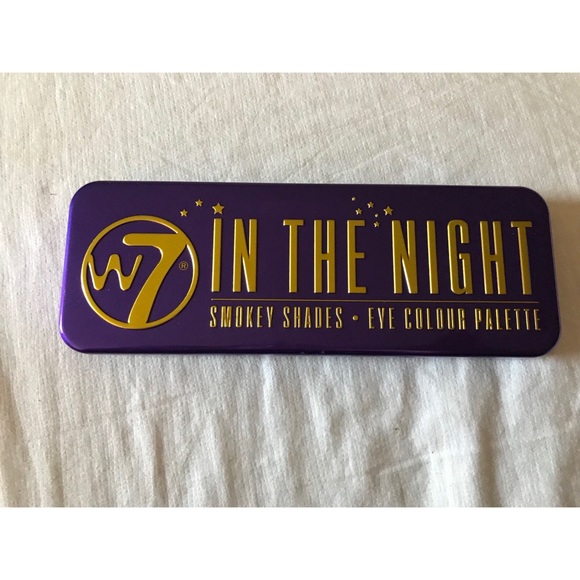 W7®
iN THE NIGHT
SMOKEY SHADES • EYE COLOUR PALETTE